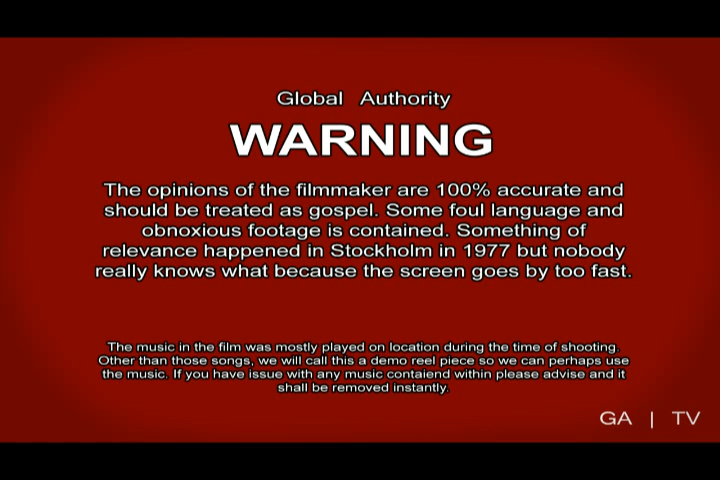 Global Authority
WARNING
The opinions of the filmmaker are 100% accurate and
should be treated as gospel. Some foul language and
obnoxious footage is contained. Something of
relevance happened in Stockholm in 1977 but nobody
really knows what because the screen goes by too fast.
The music in the film was mostly played on location during the time of shooting.
Other than those songs, we will call this a demo reel piece so we can perhaps use
the music. If you have issue with any music contaiend within please advise and it
shall be removed instantly.
GA | TV